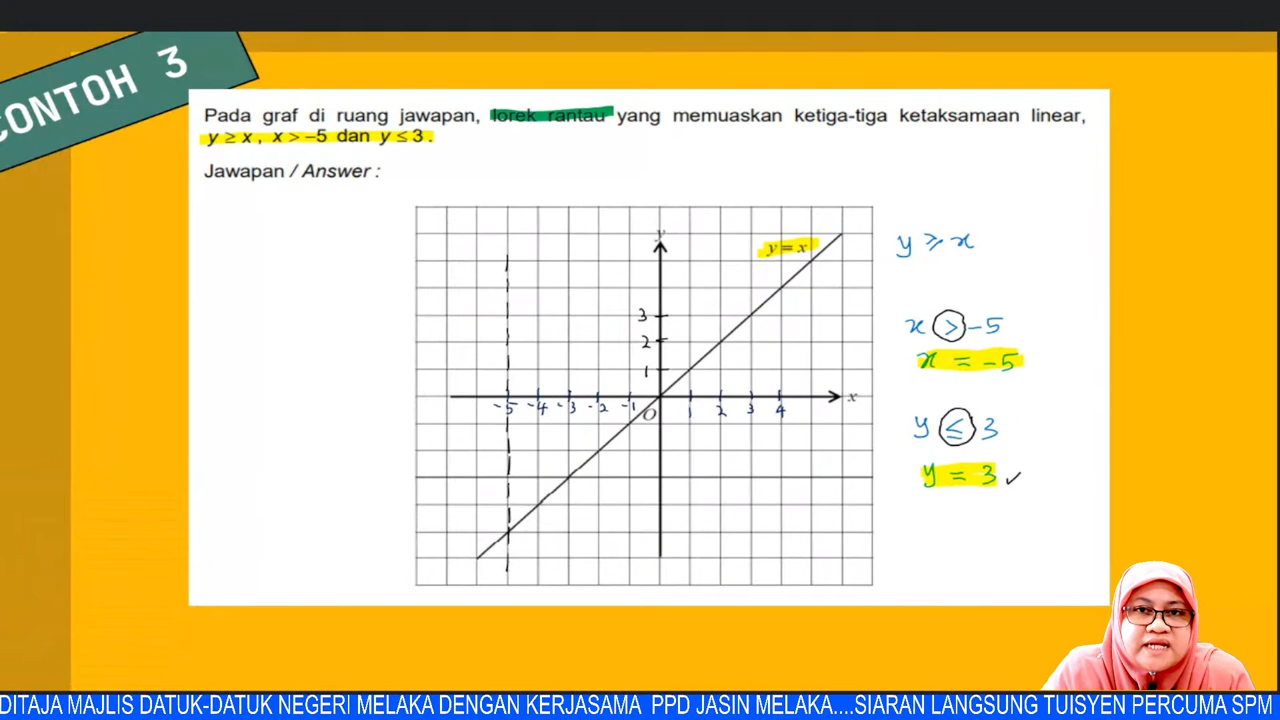 CONTOH 3
Pada graf di ruang jawapan, lorek rantau yang memuaskan ketiga-tiga ketaksamaan linear,
y ≥ x , x > –5 dan y ≤ 3 .
Jawapan / Answer :
y
y = x
y ≥ x
3
2
1
x > -5
x = -5
-5 -4 -3 -2 -1 O 1 2 3 4 x
y ≤ 3
y = 3 ✓
DITAJA MAJLIS DATUK-DATUK NEGERI MELAKA DENGAN KERJASAMA PPD JASIN MELAKA....SIARAN LANGSUNG TUISYEN PERCUMA SPM